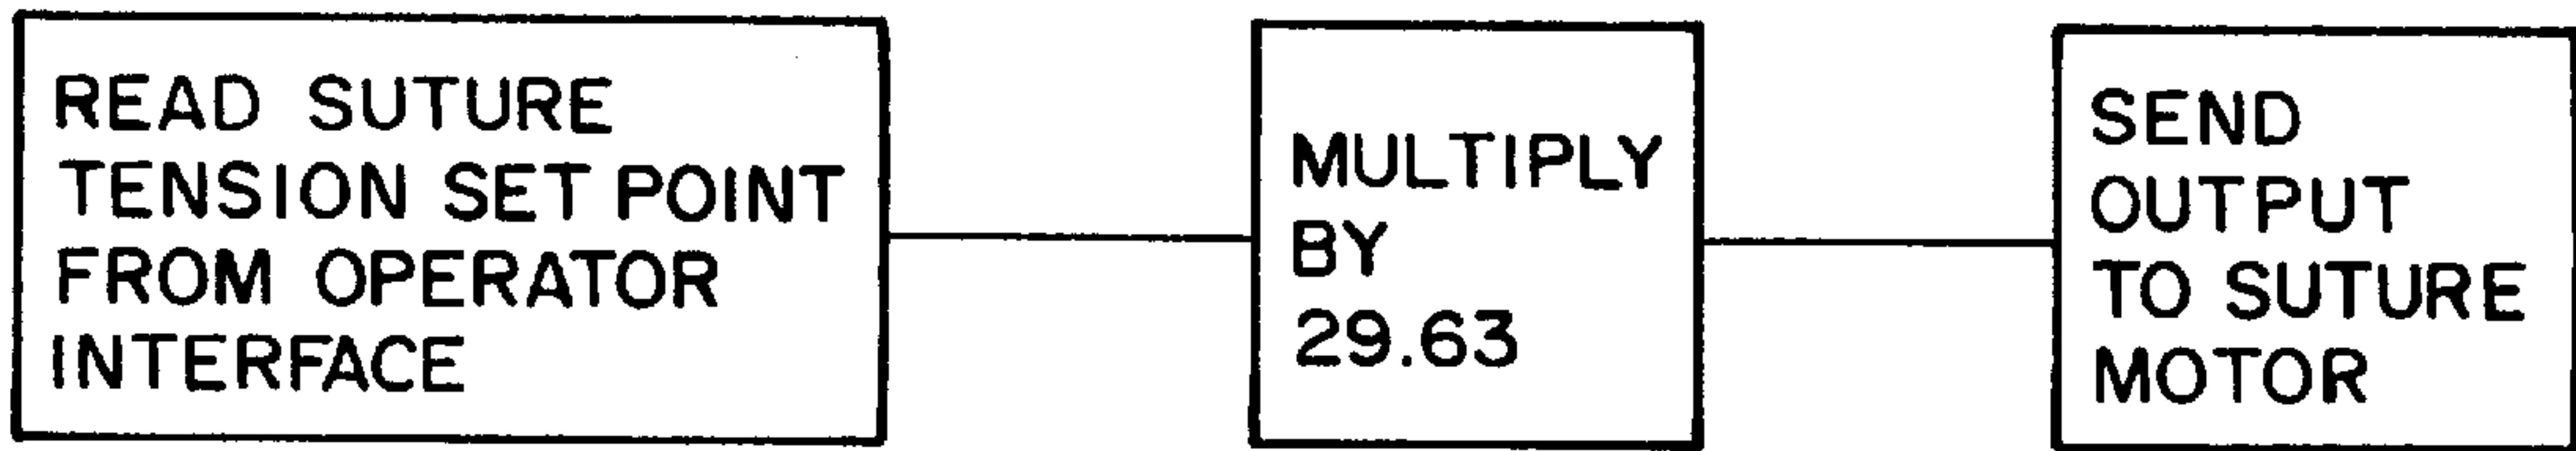 READ SUTURE
TENSION SET POINT
FROM OPERATOR
INTERFACE
MULTIPLY
BY
29.63
SEND
OUTPUT
TO SUTURE
MOTOR